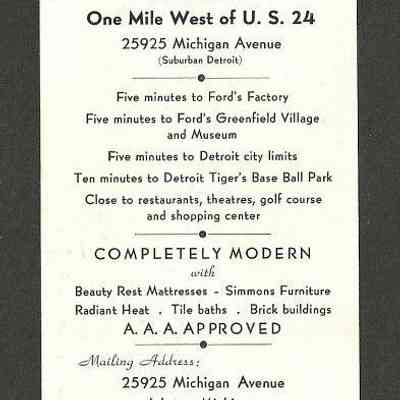 One Mile West of U. S. 24
25925 Michigan Avenue
(Suburban Detroit)
Five minutes to Ford's Factory
Five minutes to Ford's Greenfield Village
and Museum
Five minutes to Detroit city limits
Ten minutes to Detroit Tiger's Base Ball Park
Close to restaurants, theatres, golf course
and shopping center
COMPLETELY MODERN
with
Beauty Rest Mattresses - Simmons Furniture
Radiant Heat . Tile baths . Brick buildings
A. A. A. APPROVED
Mailing Address:
25925 Michigan Avenue